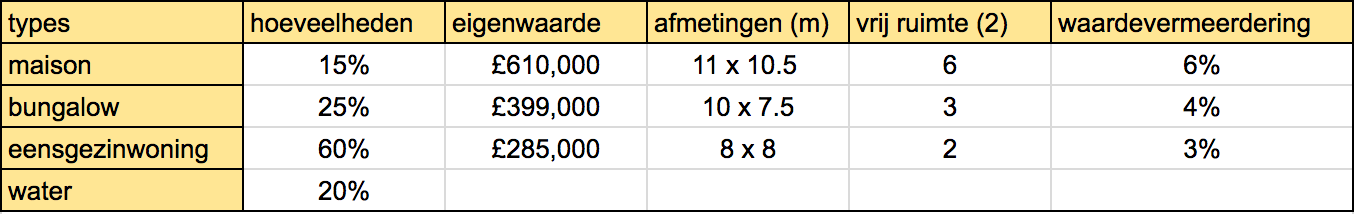 types hoeveelheden eigenwaarde afmetingen (m) vrij ruimte (2) waardevermeerdering
maison 15% £610,000 11 x 10.5 6 6%
bungalow 25% £399,000 10 x 7.5 3 4%
eensgezinwoning 60% £285,000 8 x 8 2 3%
water 20%